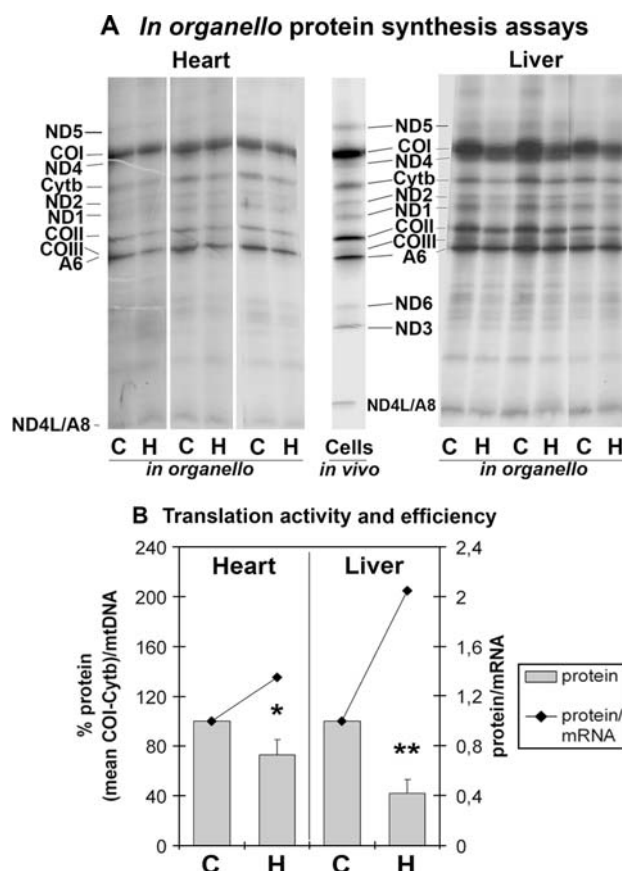 A In organello protein synthesis assays
Heart
Liver
ND5
COI
ND4
Cytb
ND2
ND1
COII
COIII
A6
ND4L/A8
ND5
COI
ND4
Cytb
ND2
ND1
COII
COIII
A6
ND6
ND3
ND4L/A8
C H C H C H
in organello
Cells
in vivo
C H C H C H
in organello
B Translation activity and efficiency
Heart
Liver
% protein
(mean COI-Cytb)/mtDNA
240
200
160
120
80
40
0
*
**
2,4
2
1,6
1,2
0,8
0,4
0
protein/mRNA
C H C H
protein
protein/
mRNA